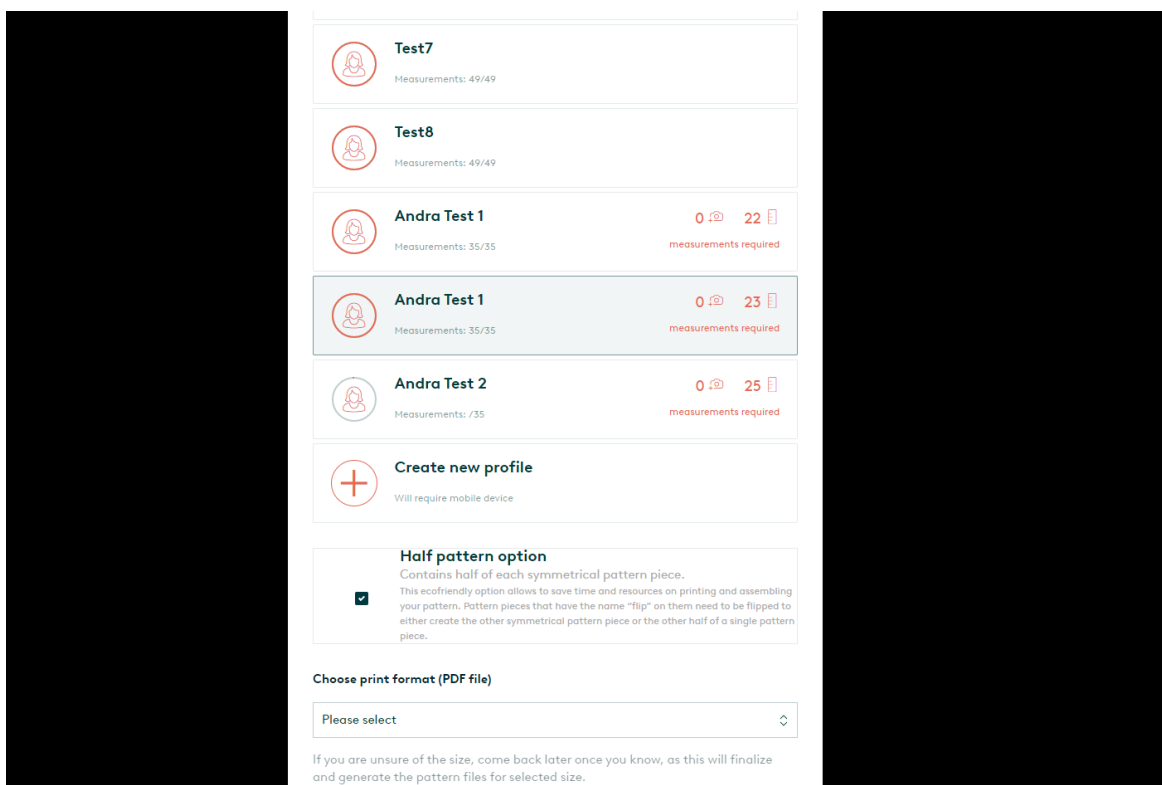 Test7
Measurements: 49/49
Test8
Measurements: 49/49
Andra Test 1
0 22
Measurements: 35/35
measurements required
Andra Test 1
0 23
Measurements: 35/35
measurements required
Andra Test 2
0 25
Measurements: /35
measurements required
Create new profile
Will require mobile device
Half pattern option
Contains half of each symmetrical pattern piece.
This ecofriendly option allows to save time and resources on printing and assembling
your pattern. Pattern pieces that have the name "flip" on them need to be flipped to
either create the other symmetrical pattern piece or the other half of a single pattern
piece.
Choose print format (PDF file)
Please select
If you are unsure of the size, come back later once you know, as this will finalize
and generate the pattern files for selected size.